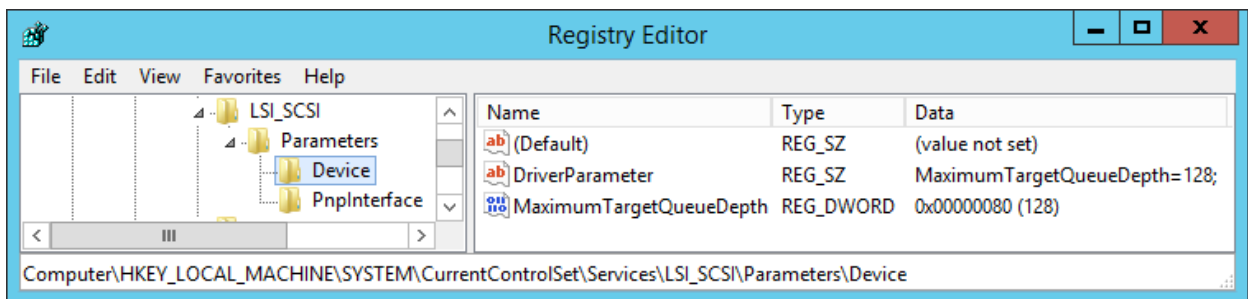 Registry Editor
File Edit View Favorites Help
LSI_SCSI
Parameters
Device
PnpInterface
Name Type Data
(Default) REG_SZ (value not set)
DriverParameter REG_SZ MaximumTargetQueueDepth=128;
MaximumTargetQueueDepth REG_DWORD 0x00000080 (128)
Computer\HKEY_LOCAL_MACHINE\SYSTEM\CurrentControlSet\Services\LSI_SCSI\Parameters\Device